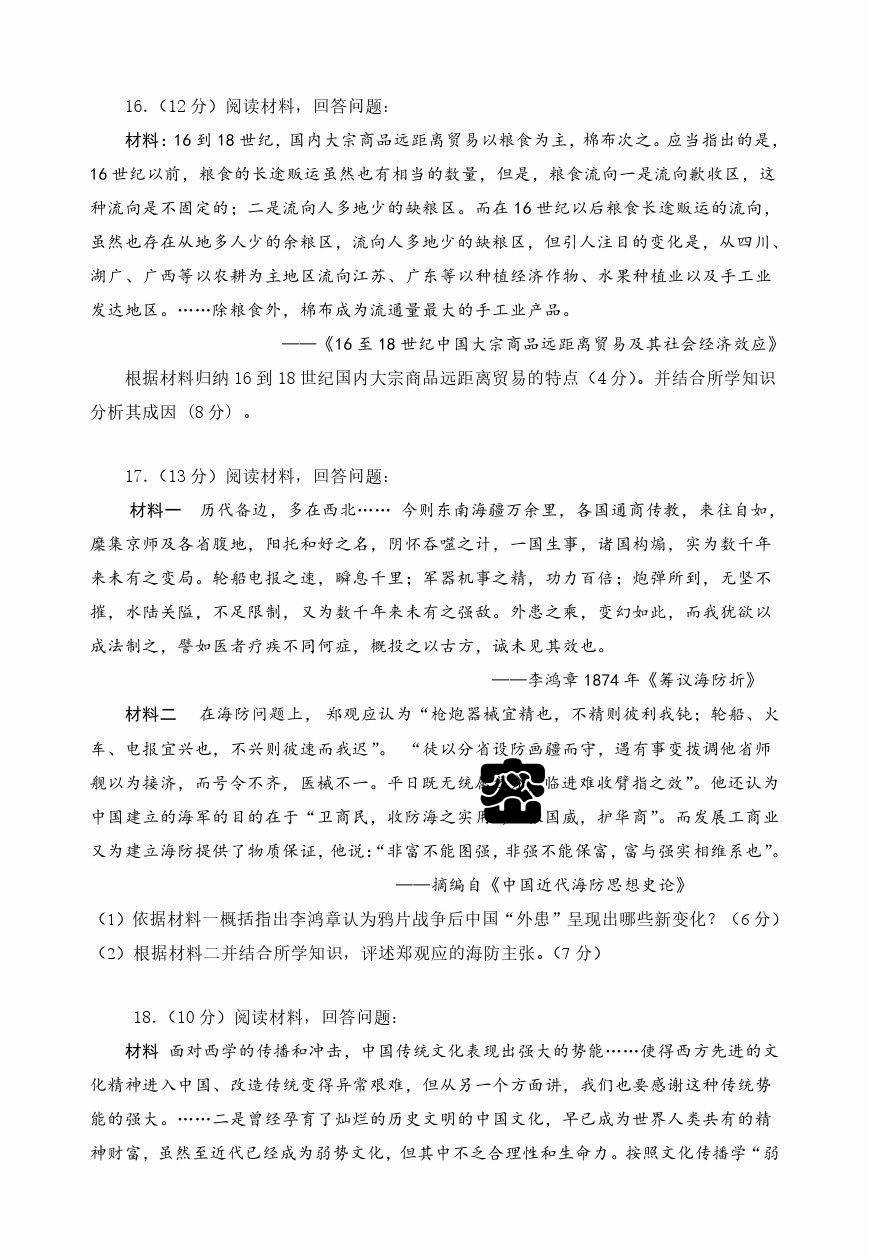 16.（12 分）阅读材料，回答问题：
材料：16 到 18 世纪，国内大宗商品远距离贸易以粮食为主，棉布次之。应当指出的是，
16 世纪以前，粮食的长途贩运虽然也有相当的数量，但是，粮食流向一是流向歉收区，这
种流向是不固定的；二是流向人多地少的缺粮区。而在 16 世纪以后粮食长途贩运的流向，
虽然也存在从地多人少的余粮区，流向人多地少的缺粮区，但引人注目的变化是，从四川、
湖广、广西等以农耕为主地区流向江苏、广东等以种植经济作物、水果种植业以及手工业
发达地区。……除粮食外，棉布成为流通量最大的手工业产品。
——《16 至 18 世纪中国大宗商品远距离贸易及其社会经济效应》
根据材料归纳 16 到 18 世纪国内大宗商品远距离贸易的特点（4 分）。并结合所学知识
分析其成因（8 分）。
17.（13 分）阅读材料，回答问题：
材料一 历代备边，多在西北…… 今则东南海疆万余里，各国通商传教，来往自如，
麇集京师及各省腹地，阳托和好之名，阴怀吞噬之计，一国生事，诸国构煽，实为数千年
来未有之变局。轮船电报之速，瞬息千里；军器机事之精，功力百倍；炮弹所到，无坚不
摧，水陆关隘，不足限制，又为数千年来未有之强敌。外患之乘，变幻如此，而我犹欲以
成法制之，譬如医者疗疾不同何症，概投之以古方，诚未见其效也。
——李鸿章 1874 年《筹议海防折》
材料二 在海防问题上， 郑观应认为“枪炮器械宜精也，不精则彼利我钝；轮船、火
车、电报宜兴也，不兴则彼速而我迟”。 “徒以分省设防画疆而守，遇有事变拨调他省师
舰以为接济，而号令不齐，医械不一。平日既无统临进难收臂指之效”。他还认为
中国建立的海军的目的在于“卫商民，收防海之实国威，护华商”。而发展工商业
又为建立海防提供了物质保证，他说：“非富不能图强，非强不能保富，富与强实相维系也”。
——摘编自《中国近代海防思想史论》
（1）依据材料一概括指出李鸿章认为鸦片战争后中国“外患”呈现出哪些新变化？（6 分）
（2）根据材料二并结合所学知识，评述郑观应的海防主张。（7 分）
18.（10 分）阅读材料，回答问题：
材料 面对西学的传播和冲击，中国传统文化表现出强大的势能……使得西方先进的文
化精神进入中国、改造传统变得异常艰难，但从另一个方面讲，我们也要感谢这种传统势
能的强大。……二是曾经孕育了灿烂的历史文明的中国文化，早已成为世界人类共有的精
神财富，虽然至近代已经成为弱势文化，但其中不乏合理性和生命力。按照文化传播学“弱